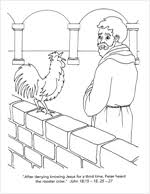 "After denying knowing Jesus for a third time, Peter heard
the rooster crow." John 18:15 – 18, 25 – 27